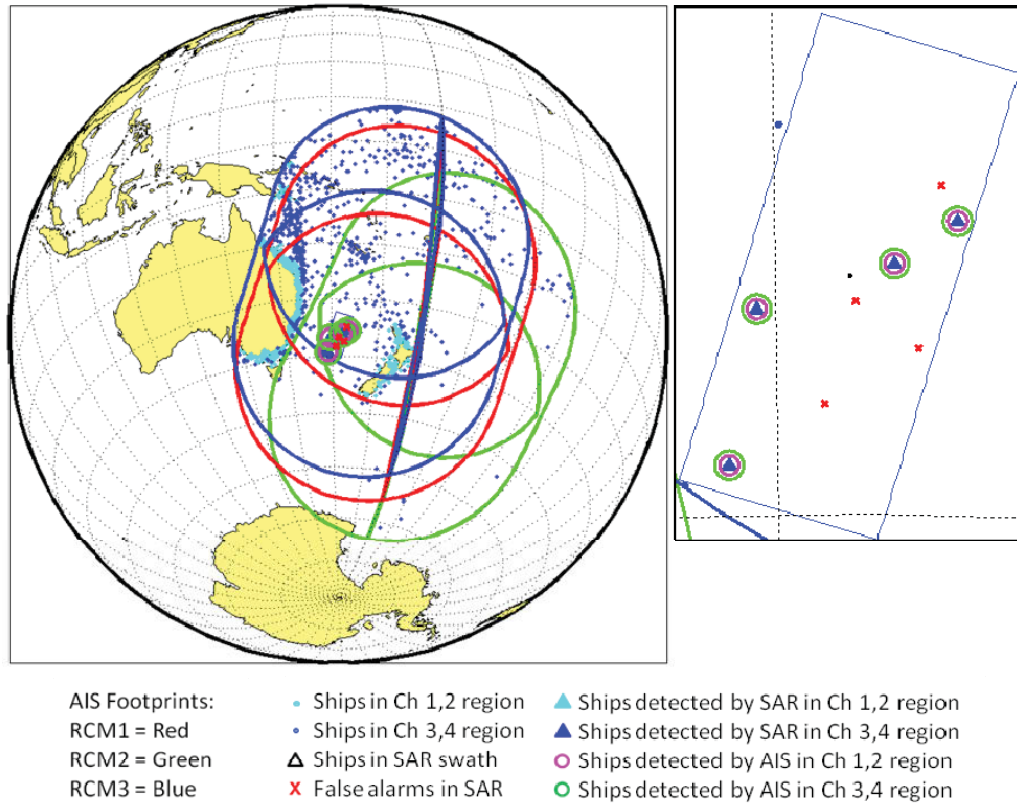 AIS Footprints:
RCM1 = Red
RCM2 = Green
RCM3 = Blue
Ships in Ch 1,2 region
Ships in Ch 3,4 region
Ships in SAR swath
False alarms in SAR
Ships detected by SAR in Ch 1,2 region
Ships detected by SAR in Ch 3,4 region
Ships detected by AIS in Ch 1,2 region
Ships detected by AIS in Ch 3,4 region